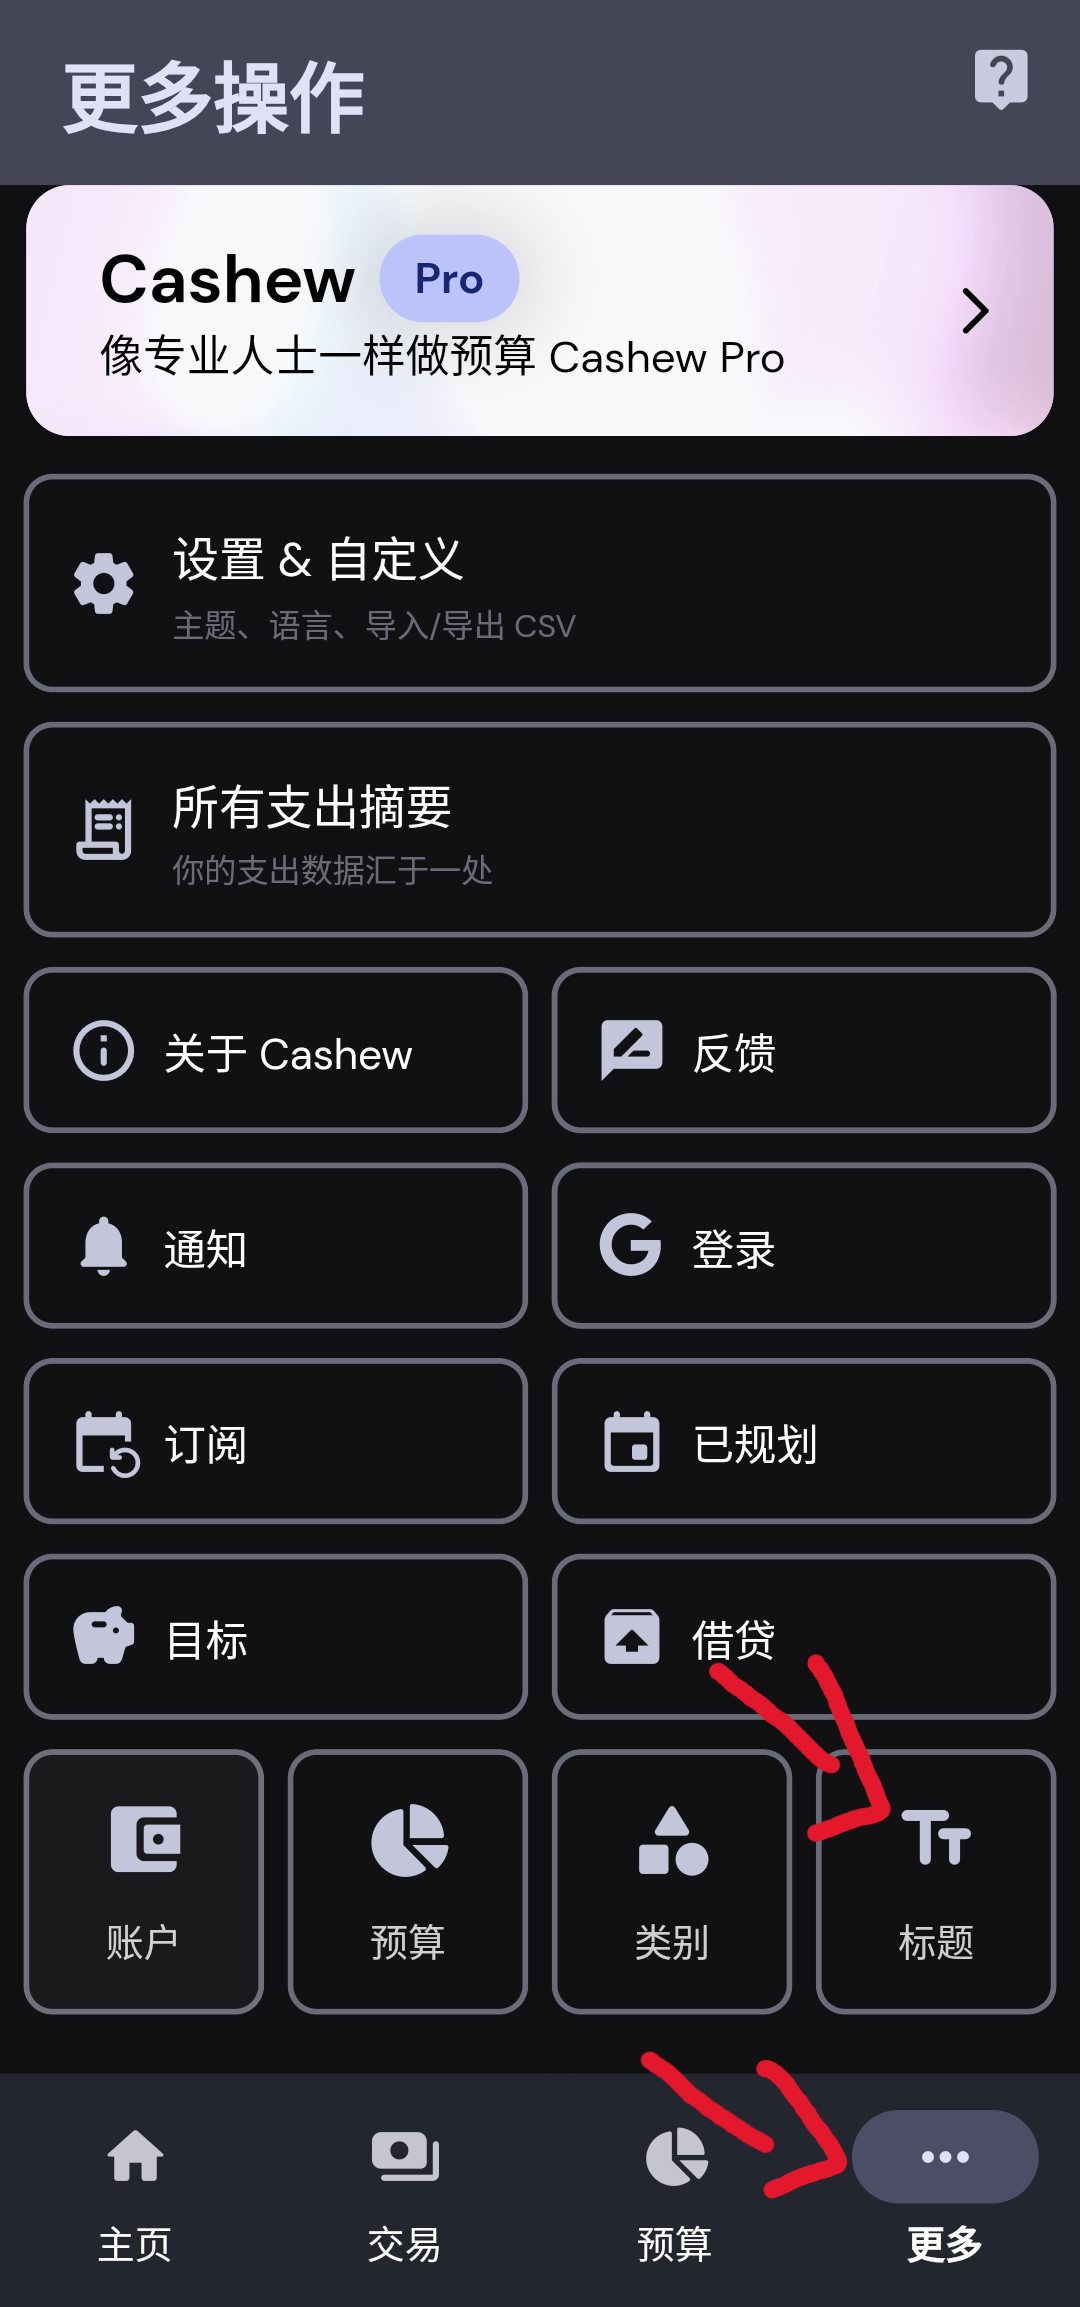 更多操作
Cashew Pro
像专业人士一样做预算 Cashew Pro
设置 & 自定义
主题、语言、导入/导出 CSV
所有支出摘要
你的支出数据汇于一处
关于 Cashew
反馈
通知
登录
订阅
已规划
目标
借贷
账户
预算
类别
标题
主页
交易
预算
更多